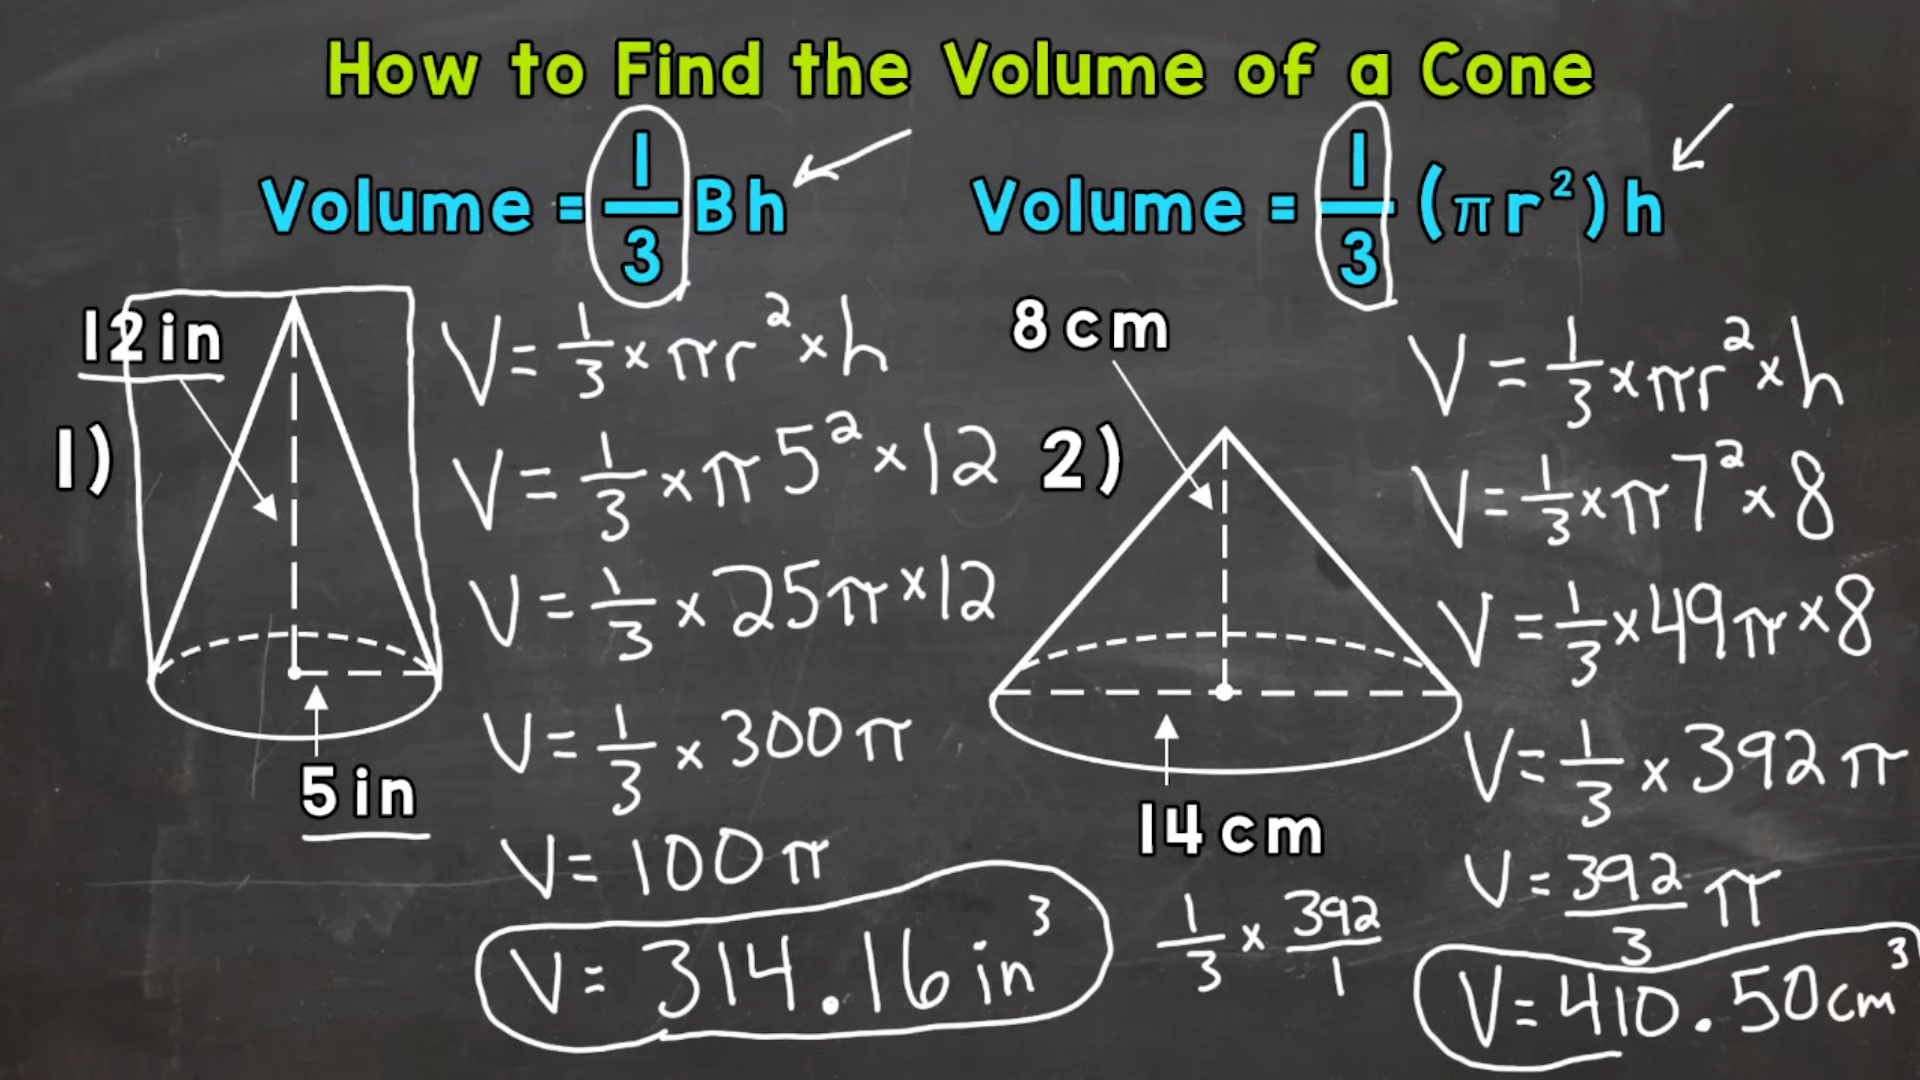 How to Find the Volume of a Cone
Volume = 1/3 Bh
Volume = 1/3 (πr²)h
1)
12 in
5 in
V = 1/3 × πr² × h
V = 1/3 × π5² × 12
V = 1/3 × 25π × 12
V = 1/3 × 300π
V = 100π
V = 314.16 in³
2)
8 cm
14 cm
1/3 × 392/1
V = 1/3 × πr² × h
V = 1/3 × π7² × 8
V = 1/3 × 49π × 8
V = 1/3 × 392π
V = 392/3 π
V = 410.50 cm³